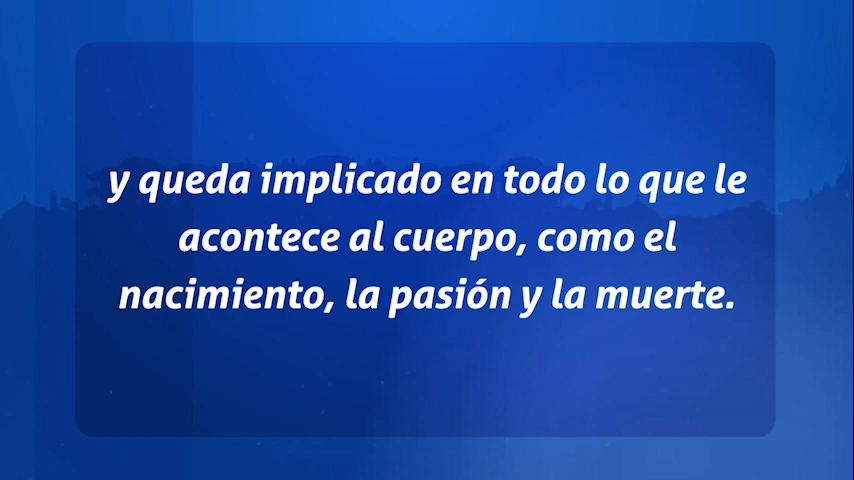 y queda implicado en todo lo que le
acontece al cuerpo, como el
nacimiento, la pasión y la muerte.